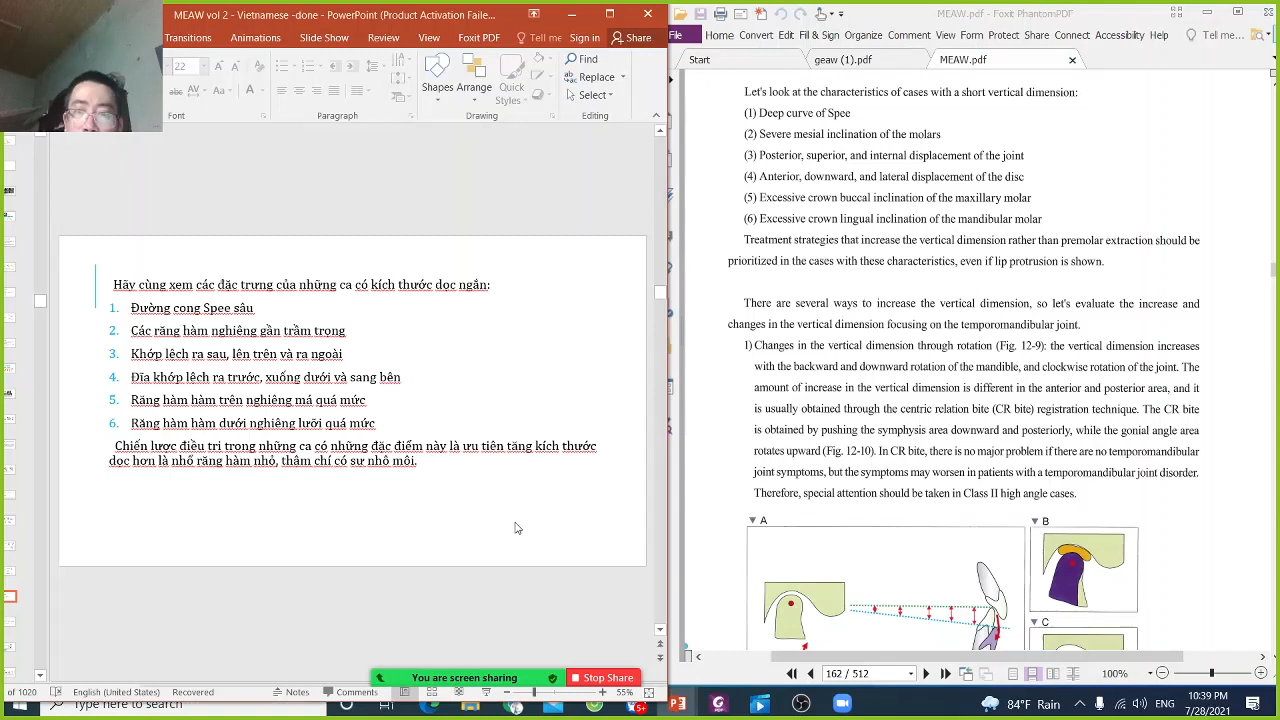 MEAW vol 2 - Vietnamese -done - PowerPoint (Product Activation Faile...
Transitions Animations Slide Show Review View Foxit PDF Tell me Sign in Share
22
Shapes Arrange Quick Styles
Find
Replace
Select
Font Paragraph Drawing Editing
Hãy cùng xem các đặc trưng của những ca có kích thước dọc ngắn:
1. Đường cong Spee sâu
2. Các răng hàm nghiêng gần trầm trọng
3. Khớp lệch ra sau, lên trên và ra ngoài
4. Đĩa khớp lệch ra trước, xuống dưới và sang bên
5. Răng hàm hàm trên nghiêng má quá mức
6. Răng hàm hàm dưới nghiêng lưỡi quá mức
Chiến lược điều trị trong những ca có những đặc điểm này là ưu tiên tăng kích thước
dọc hơn là nhổ răng hàm nhỏ, thậm chí có sự nhô môi.
You are screen sharing Stop Share
of 1020 English (United States) Recovered Notes Comments 55%
MEAW.pdf - Foxit PhantomPDF
File Home Convert Edit Fill & Sign Organize Comment View Form Protect Share Connect Accessibility Help Tell me...
Start geaw (1).pdf MEAW.pdf
Let's look at the characteristics of cases with a short vertical dimension:
(1) Deep curve of Spee
(2) Severe mesial inclination of the molars
(3) Posterior, superior, and internal displacement of the joint
(4) Anterior, downward, and lateral displacement of the disc
(5) Excessive crown buccal inclination of the maxillary molar
(6) Excessive crown lingual inclination of the mandibular molar
Treatment strategies that increase the vertical dimension rather than premolar extraction should be
prioritized in the cases with these characteristics, even if lip protrusion is shown.
There are several ways to increase the vertical dimension, so let's evaluate the increase and
changes in the vertical dimension focusing on the temporomandibular joint.
1) Changes in the vertical dimension through rotation (Fig. 12-9): the vertical dimension increases
with the backward and downward rotation of the mandible, and clockwise rotation of the joint. The
amount of increase in the vertical dimension is different in the anterior and posterior area, and it
is usually obtained through the centric relation bite (CR bite) registration technique. The CR bite
is obtained by pushing the symphysis area downward and posteriorly, while the gonial angle area
rotates upward (Fig. 12-10). In CR bite, there is no major problem if there are no temporomandibular
joint symptoms, but the symptoms may worsen in patients with a temporomandibular joint disorder.
Therefore, special attention should be taken in Class II high angle cases.
A
B
C
162 / 512 100%
Type here to search
84°F Rain ENG 10:39 PM
7/28/2021